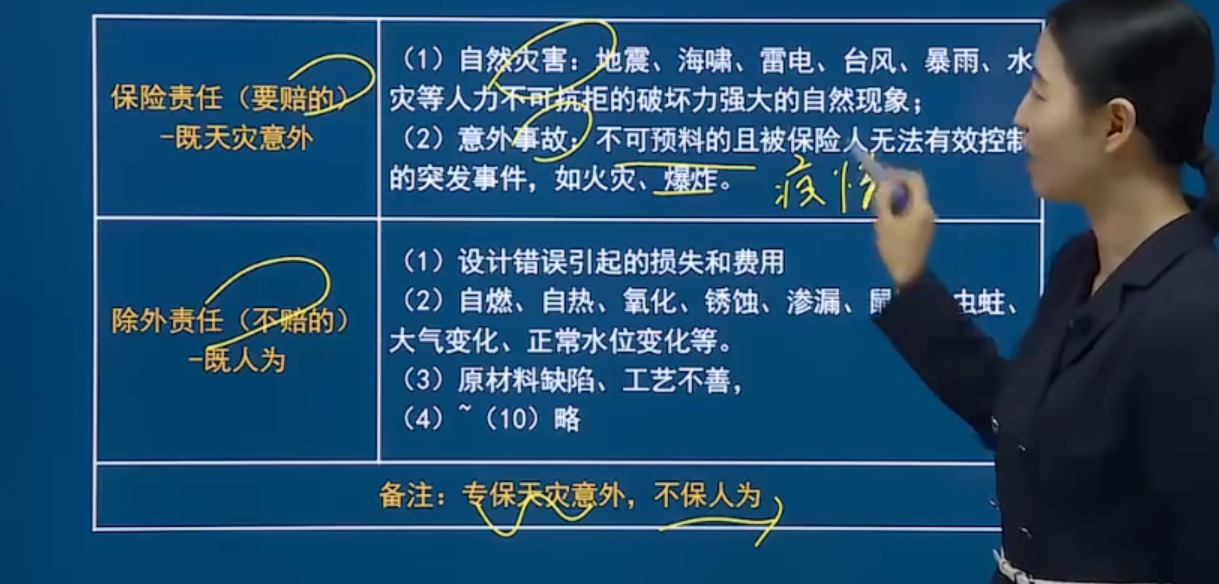 保险责任（要赔的）
-既天灾意外
（1）自然灾害：地震、海啸、雷电、台风、暴雨、水
灾等人力不可抗拒的破坏力强大的自然现象；
（2）意外事故：不可预料的且被保险人无法有效控制
的突发事件，如火灾、爆炸。
疫情
除外责任（不赔的）
-既人为
（1）设计错误引起的损失和费用
（2）自燃、自热、氧化、锈蚀、渗漏、鼠 虫蛀、
大气变化、正常水位变化等。
（3）原材料缺陷、工艺不善，
（4）~（10）略
备注：专保天灾意外，不保人为